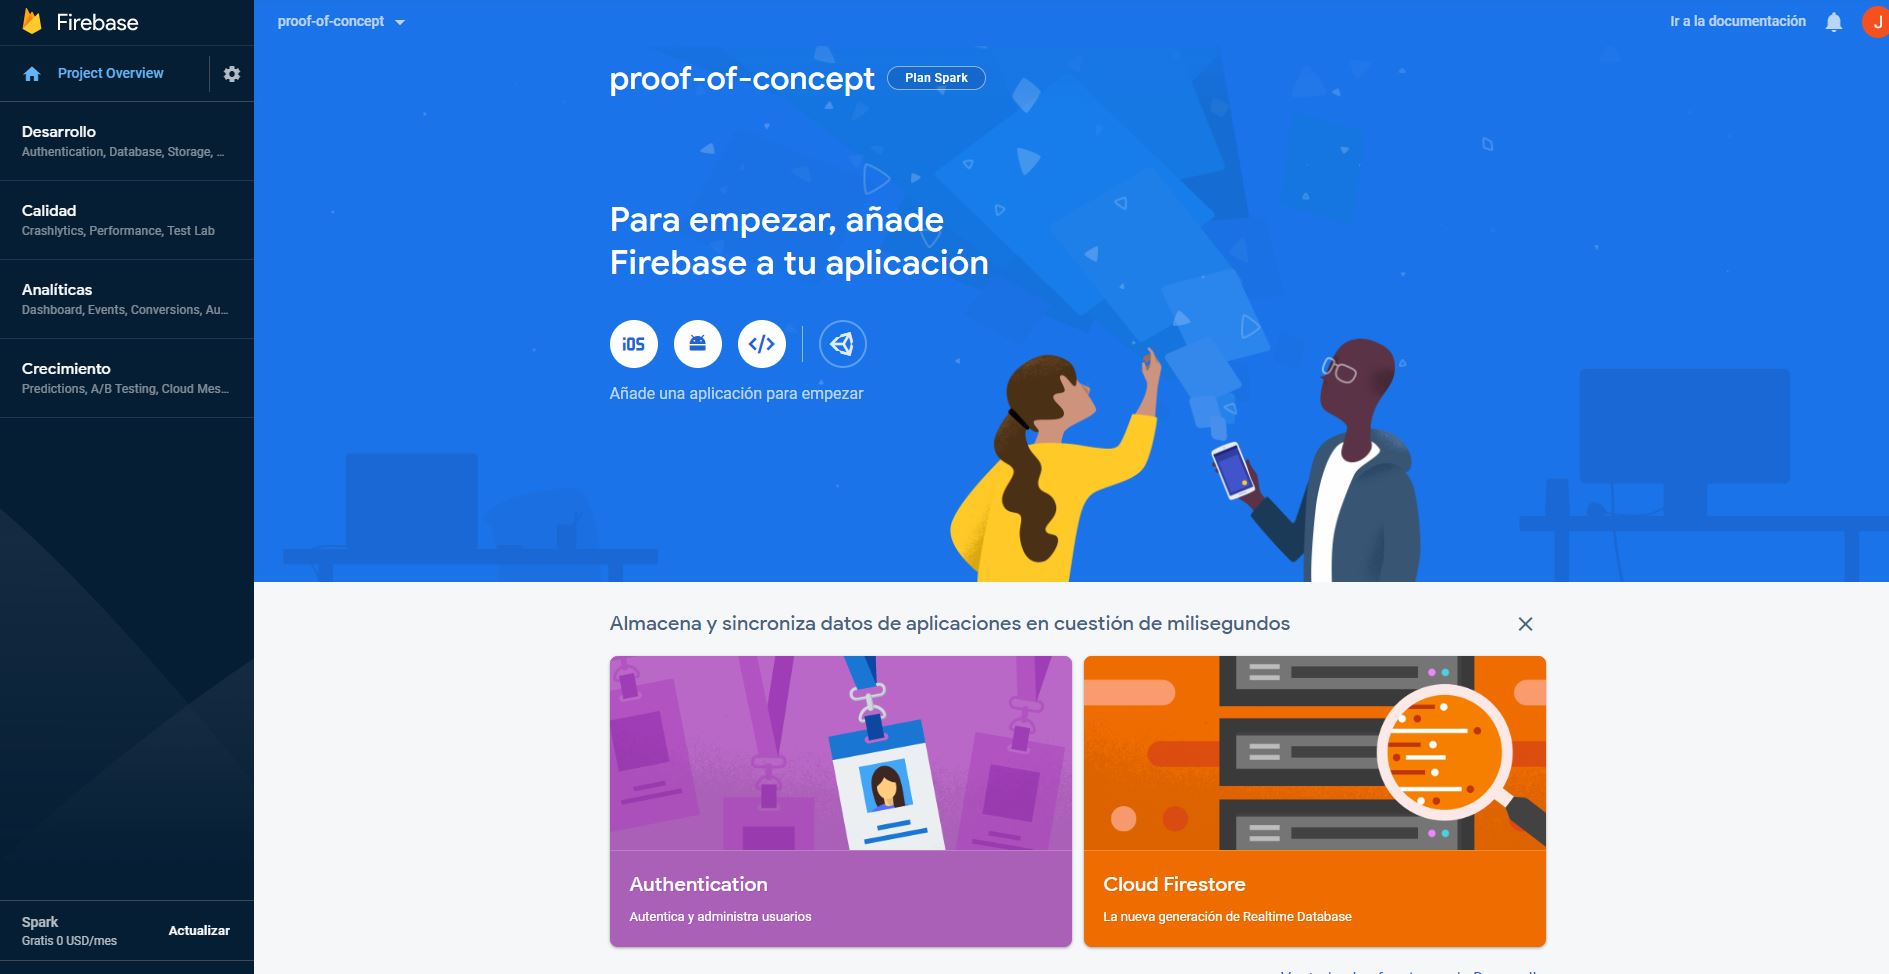 Firebase
proof-of-concept
Ir a la documentación
J
Project Overview
proof-of-concept
Plan Spark
Desarrollo
Authentication, Database, Storage, ...
Calidad
Crashlytics, Performance, Test Lab
Analíticas
Dashboard, Events, Conversions, Au...
Crecimiento
Predictions, A/B Testing, Cloud Mes...
Para empezar, añade
Firebase a tu aplicación
iOS
</>
Añade una aplicación para empezar
Almacena y sincroniza datos de aplicaciones en cuestión de milisegundos
Authentication
Autentica y administra usuarios
Cloud Firestore
La nueva generación de Realtime Database
Spark
Gratis 0 USD/mes
Actualizar